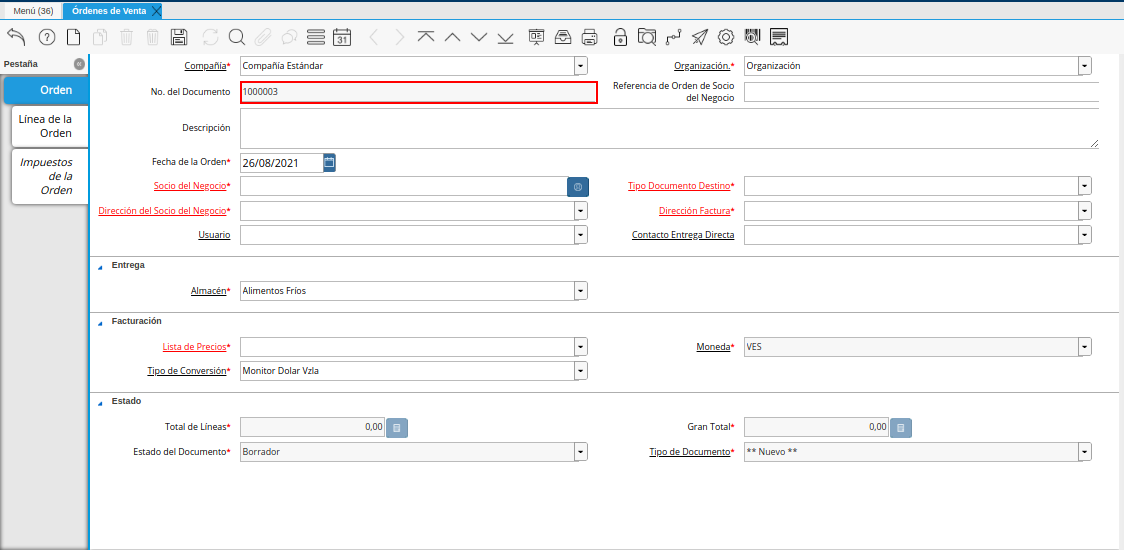 Menú (36)
Órdenes de Venta
31
Pestaña
Orden
Línea de la
Orden
Impuestos
de la
Orden
Compañía* Compañía Estándar
Organización.* Organización
No. del Documento 1000003
Referencia de Orden de Socio
del Negocio
Descripción
Fecha de la Orden* 26/08/2021
Socio del Negocio*
Tipo Documento Destino*
Dirección del Socio del Negocio*
Dirección Factura*
Usuario
Contacto Entrega Directa
Entrega
Almacén* Alimentos Fríos
Facturación
Lista de Precios*
Moneda* VES
Tipo de Conversión* Monitor Dolar Vzla
Estado
Total de Líneas* 0,00
Gran Total* 0,00
Estado del Documento* Borrador
Tipo de Documento* ** Nuevo **